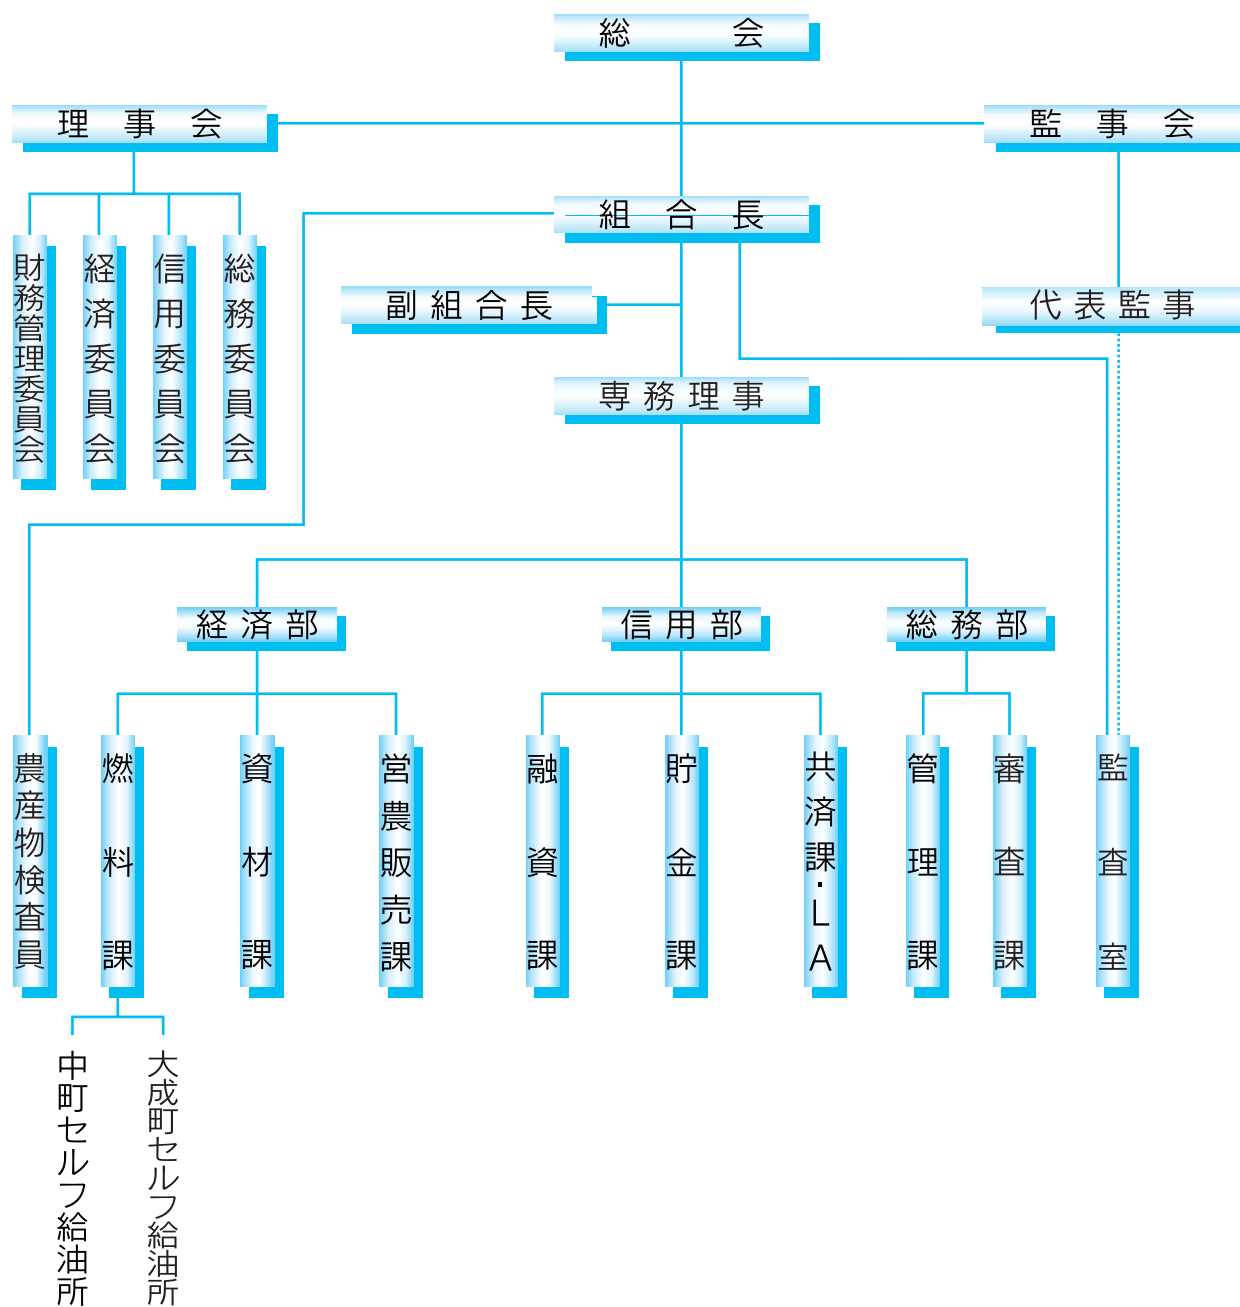 総会
理事会
監事会
組合長
副組合長
代表監事
専務理事
財務管理委員会
経済委員会
信用委員会
総務委員会
経済部
信用部
総務部
農産物検査員
燃料課
資材課
営農販売課
融資課
貯金課
共済課・LA
管理課
審査課
監査室
中町セルフ給油所
大成町セルフ給油所